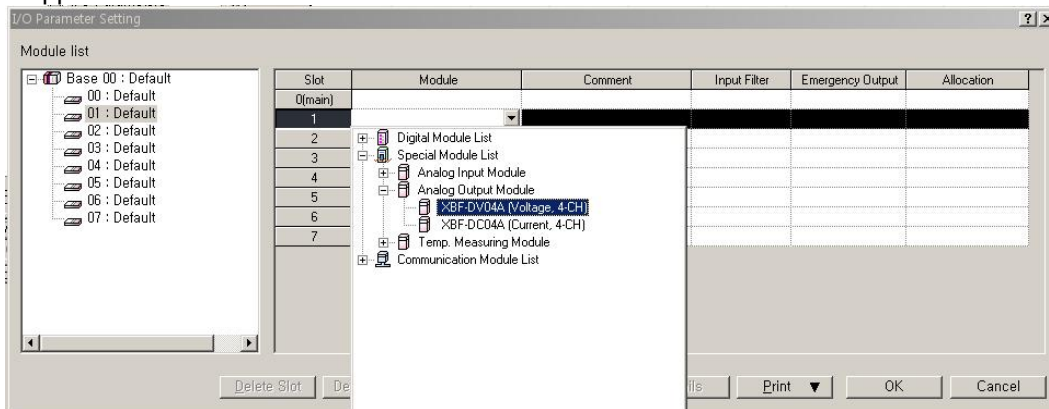 I/O Parameter Setting
Module list
Base 00 : Default
00 : Default
01 : Default
02 : Default
03 : Default
04 : Default
05 : Default
06 : Default
07 : Default
Slot Module Comment Input Filter Emergency Output Allocation
0(main)
1
2
3
4
5
6
7
Digital Module List
Special Module List
Analog Input Module
Analog Output Module
XBF-DV04A (Voltage, 4-CH)
XBF-DC04A (Current, 4-CH)
Temp. Measuring Module
Communication Module List
Delete Slot De ils Print ▼ OK Cancel